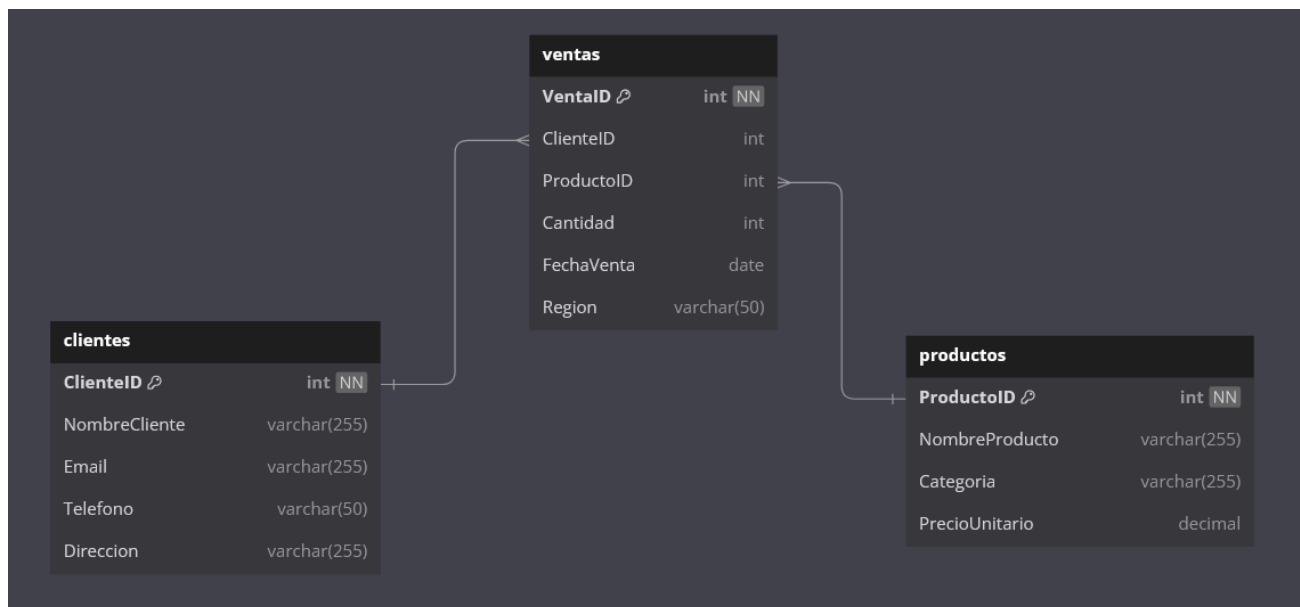 ventas
VentaID int NN
ClienteID int
ProductoID int
Cantidad int
FechaVenta date
Region varchar(50)
clientes
ClienteID int NN
NombreCliente varchar(255)
Email varchar(255)
Telefono varchar(50)
Direccion varchar(255)
productos
ProductoID int NN
NombreProducto varchar(255)
Categoria varchar(255)
PrecioUnitario decimal